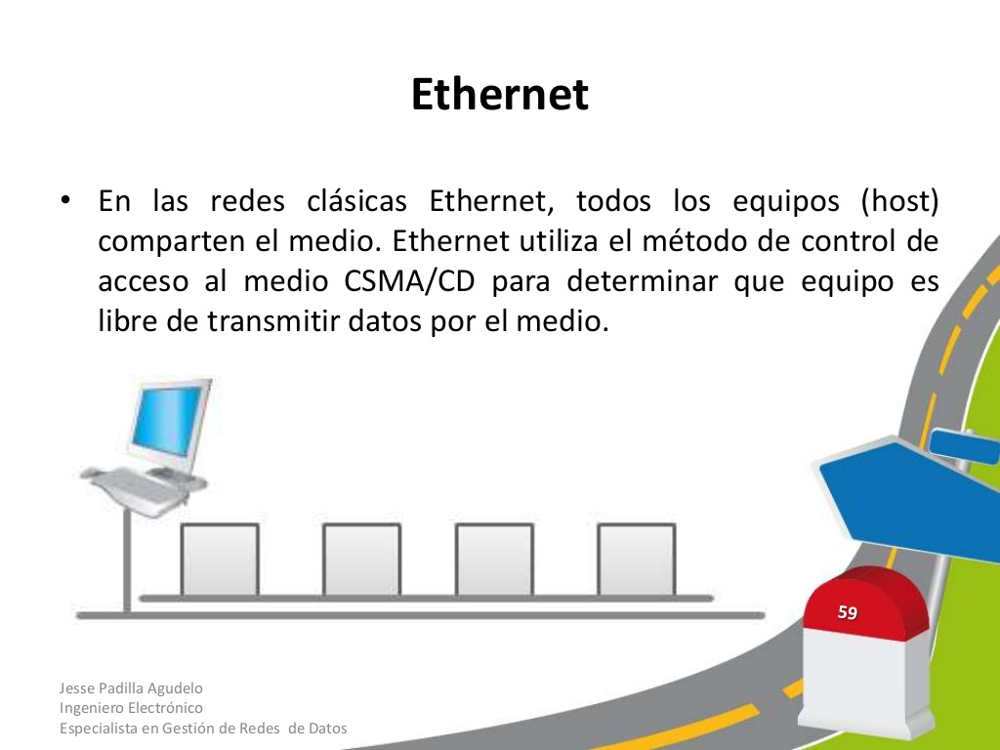 Ethernet
• En las redes clásicas Ethernet, todos los equipos (host)
comparten el medio. Ethernet utiliza el método de control de
acceso al medio CSMA/CD para determinar que equipo es
libre de transmitir datos por el medio.
59
Jesse Padilla Agudelo
Ingeniero Electrónico
Especialista en Gestión de Redes  de Datos